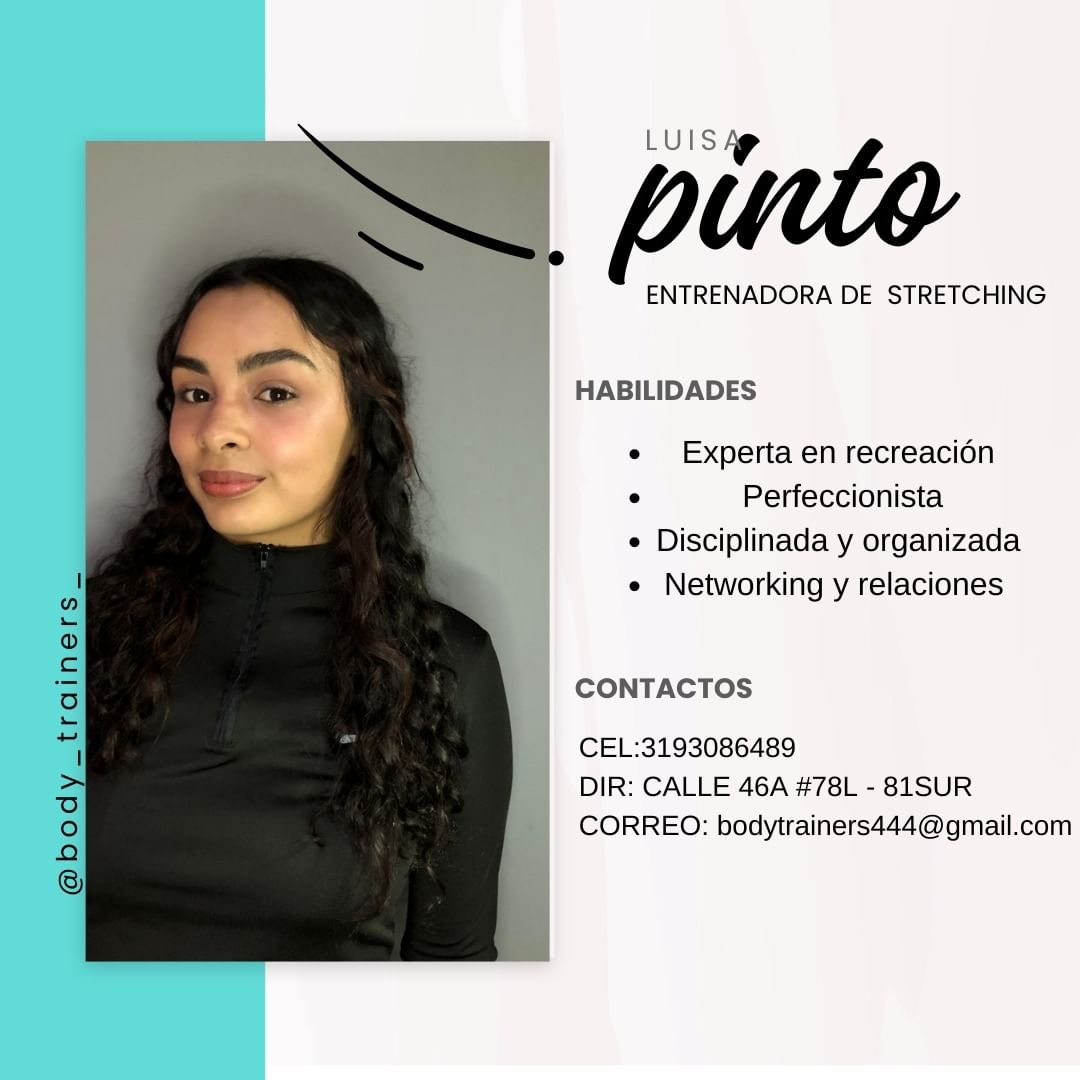 LUISA
pinto
ENTRENADORA DE STRETCHING
HABILIDADES
Experta en recreación
Perfeccionista
Disciplinada y organizada
Networking y relaciones
CONTACTOS
CEL:3193086489
DIR: CALLE 46A #78L - 81SUR
CORREO: bodytrainers444@gmail.com
@body_trainers_